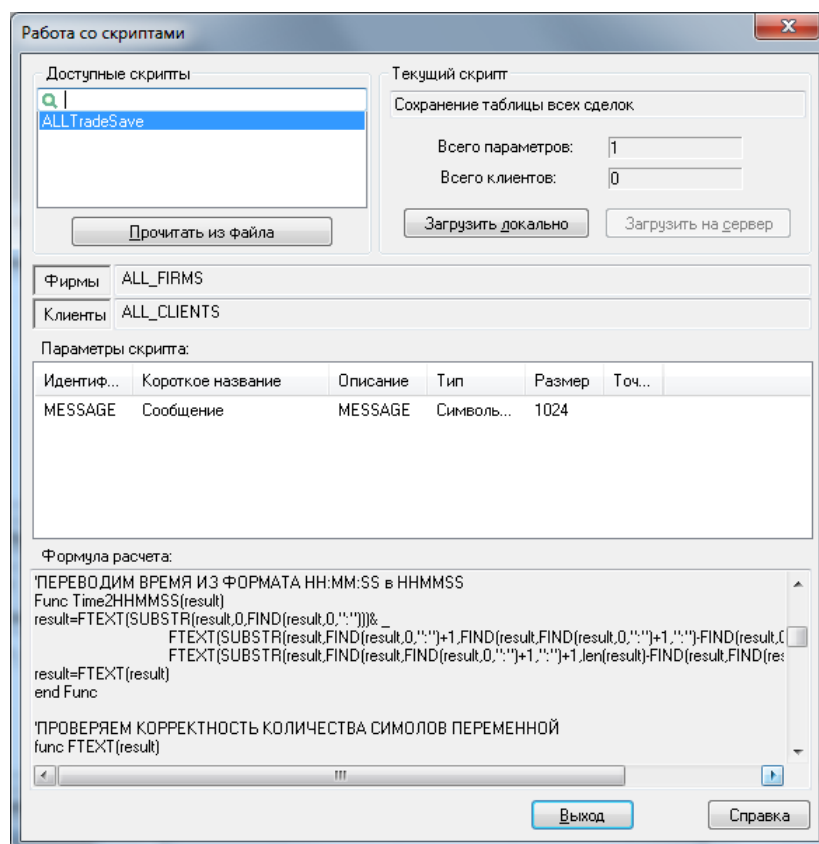 Работа со скриптами
Доступные скрипты
ALLTradeSave
Прочитать из файла
Текущий скрипт
Сохранение таблицы всех сделок
Всего параметров: 1
Всего клиентов: 0
Загрузить локально Загрузить на сервер
Фирмы ALL_FIRMS
Клиенты ALL_CLIENTS
Параметры скрипта:
Идентиф... Короткое название Описание Тип Размер Точ...
MESSAGE Сообщение MESSAGE Символь... 1024
Формула расчета:
'ПЕРЕВОДИМ ВРЕМЯ ИЗ ФОРМАТА HH:MM:SS в HHMMSS
Func Time2HHMMSS(result)
result=FTEXT(SUBSTR(result,0,FIND(result,0,":")))& _
FTEXT(SUBSTR(result,FIND(result,0,":")+1,FIND(result,FIND(result,0,":")+1,":")-FIND(result,(
FTEXT(SUBSTR(result,FIND(result,FIND(result,0,":")+1,":")+1,len(result)-FIND(result,FIND(res
result=FTEXT(result)
end Func
'ПРОВЕРЯЕМ КОРРЕКТНОСТЬ КОЛИЧЕСТВА СИМОЛОВ ПЕРЕМЕННОЙ
func FTEXT(result)
Выход Справка